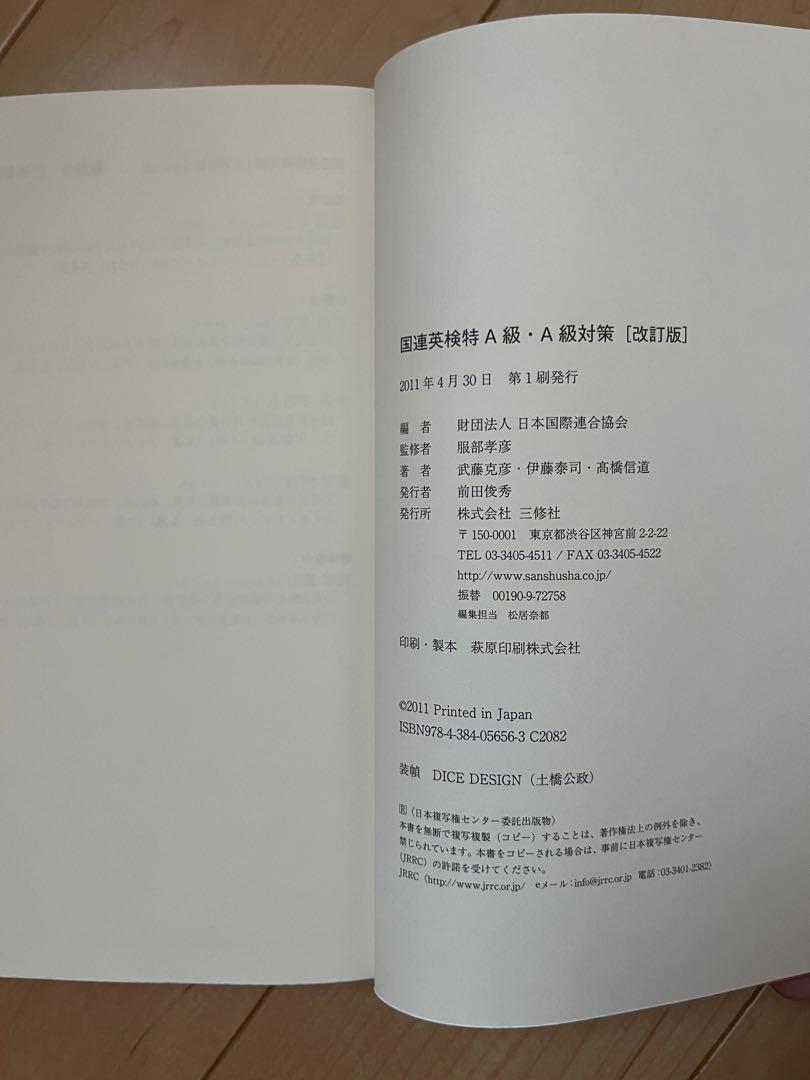 国連英検特A級・A級対策［改訂版］
2011年4月30日　第1刷発行
編　者　財団法人 日本国際連合協会
監修者　服部孝彦
著　者　武藤克彦・伊藤泰司・髙橋信道
発行者　前田俊秀
発行所　株式会社 三修社
〒150-0001　東京都渋谷区神宮前 2-2-22
TEL 03-3405-4511 / FAX 03-3405-4522
http://www.sanshusha.co.jp/
振替　00190-9-72758
編集担当　松居奈都
印刷・製本　萩原印刷株式会社
©2011 Printed in Japan
ISBN978-4-384-05656-3 C2082
装幀　DICE DESIGN（土橋公政）
Ⓡ〈日本複写権センター委託出版物〉
本書を無断で複写複製（コピー）することは、著作権法上の例外を除き、
禁じられています。本書をコピーされる場合は、事前に日本複写権センター
（JRRC）の許諾を受けてください。
JRRC〈http://www.jrrc.or.jp/　eメール：info@jrrc.or.jp　電話：03-3401-2382〉